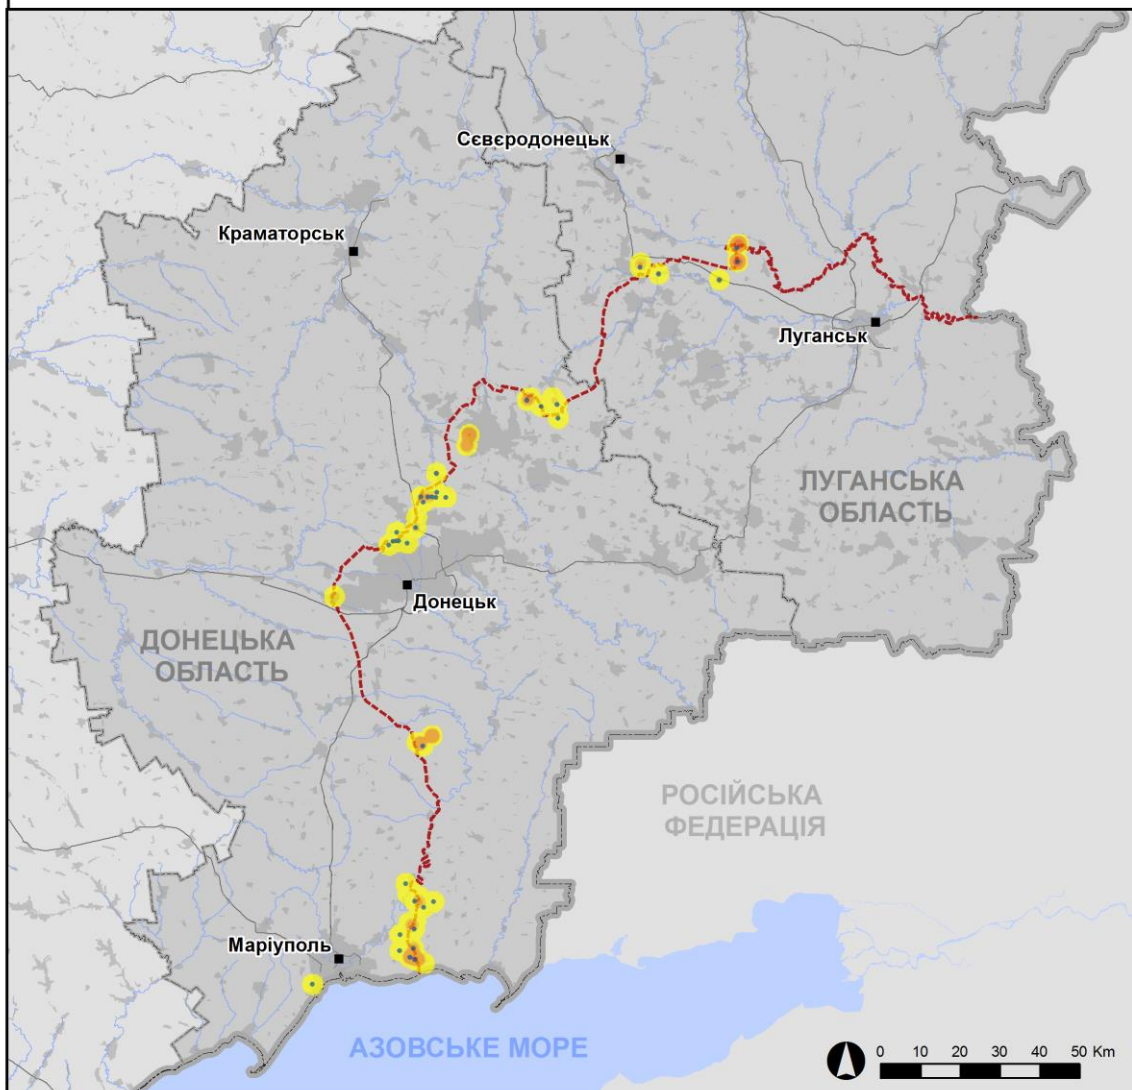 Сєвєродонецьк
Краматорськ
Луганськ
ЛУГАНСЬКА
ОБЛАСТЬ
Донецьк
ДОНЕЦЬКА
ОБЛАСТЬ
РОСІЙСЬКА
ФЕДЕРАЦІЯ
Маріуполь
АЗОВСЬКЕ МОРЕ
0 10 20 30 40 50 Km